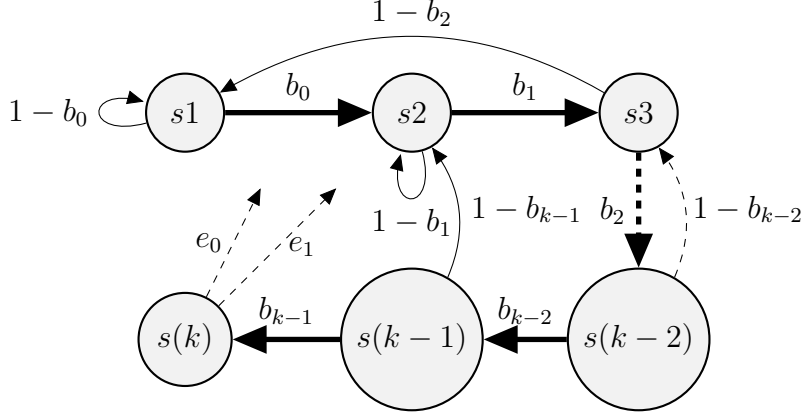 1 − b₂
b₀
b₁
1 − b₀
s1
s2
s3
e₀
e₁
1 − b₁
1 − bₖ₋₁
b₂
1 − bₖ₋₂
bₖ₋₁
bₖ₋₂
s(k)
s(k − 1)
s(k − 2)